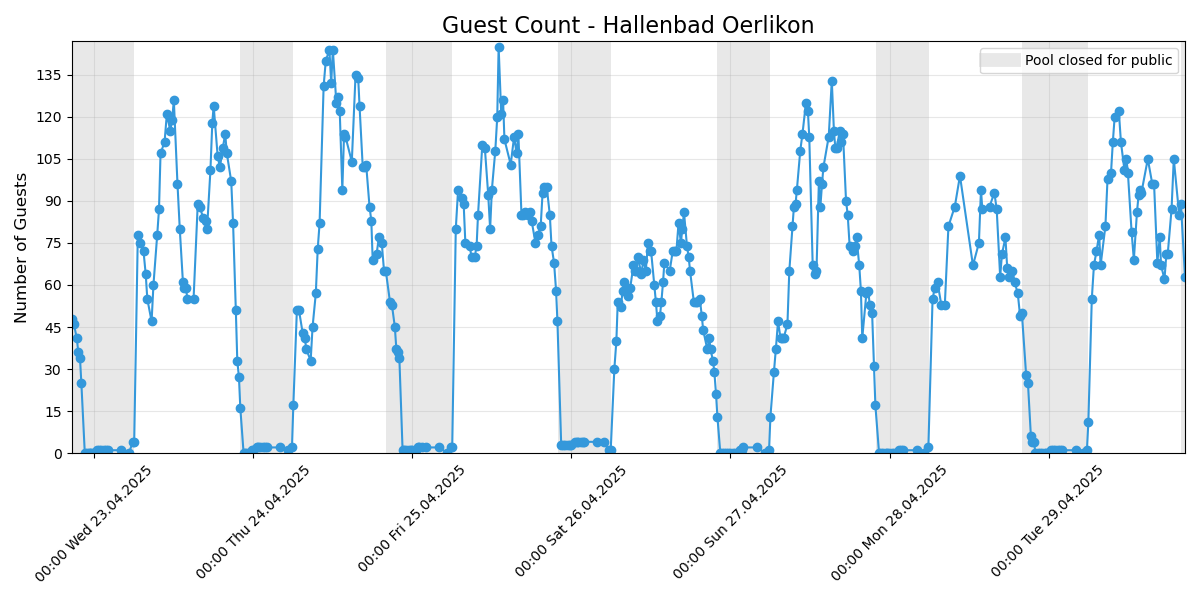 Guest Count - Hallenbad Oerlikon
Pool closed for public
Number of Guests
135
120
105
90
75
60
45
30
15
0
00:00 Wed 23.04.2025
00:00 Thu 24.04.2025
00:00 Fri 25.04.2025
00:00 Sat 26.04.2025
00:00 Sun 27.04.2025
00:00 Mon 28.04.2025
00:00 Tue 29.04.2025